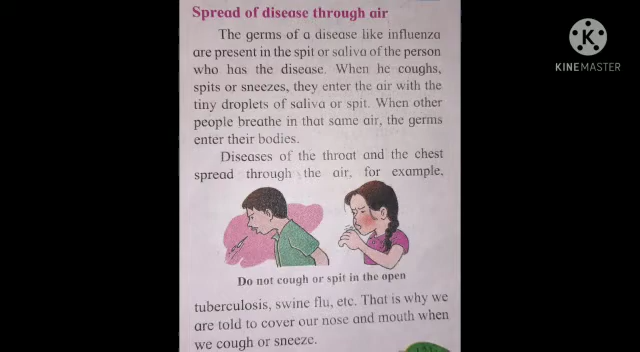 Spread of disease through air
The germs of a disease like influenza
are present in the spit or saliva of the person
who has the disease. When he coughs,
spits or sneezes, they enter the air with the
tiny droplets of saliva or spit. When other
people breathe in that same air, the germs
enter their bodies.
Diseases of the throat and the chest
spread through the air, for example,
Do not cough or spit in the open
tuberculosis, swine flu, etc. That is why we
are told to cover our nose and mouth when
we cough or sneeze.
K
KINEMASTER